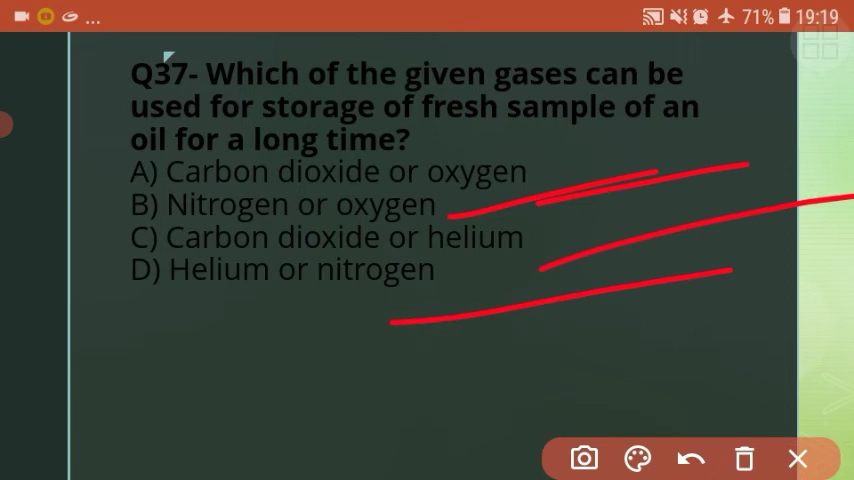 ... 71% 19:19
Q37- Which of the given gases can be
used for storage of fresh sample of an
oil for a long time?
A) Carbon dioxide or oxygen
B) Nitrogen or oxygen
C) Carbon dioxide or helium
D) Helium or nitrogen